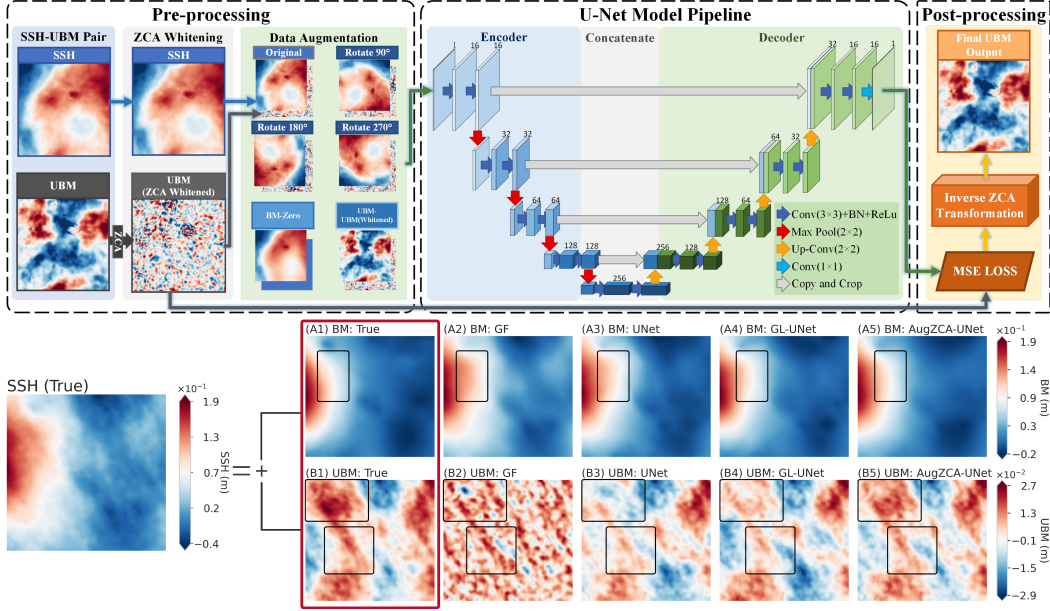 Pre-processing
U-Net Model Pipeline
Post-processing
SSH-UBM Pair
ZCA Whitening
Data Augmentation
Encoder
Concatenate
Decoder
Final UBM
Output
SSH
SSH
Original
Rotate 90°
Rotate 180°
Rotate 270°
UBM
UBM
(ZCA Whitened)
ZCA
BM-Zero
UBM-
UBM(Whitened)
1
16
16
32
32
64
64
128
128
256
256
128
128
64
64
32
32
16
16
1
Conv(3×3)+BN+ReLu
Max Pool(2×2)
Up-Conv(2×2)
Conv(1×1)
Copy and Crop
Inverse ZCA
Transformation
MSE LOSS
(A1) BM: True
(A2) BM: GF
(A3) BM: UNet
(A4) BM: GL-UNet
(A5) BM: AugZCA-UNet
×10⁻¹
1.9
1.4
0.9
0.3
−0.2
BM (m)
SSH (True)
×10⁻¹
1.9
1.3
0.7
0.2
−0.4
SSH (m)
=
+
(B1) UBM: True
(B2) UBM: GF
(B3) UBM: UNet
(B4) UBM: GL-UNet
(B5) UBM: AugZCA-UNet
×10⁻²
2.7
1.3
−0.1
−1.5
−2.9
UBM (m)